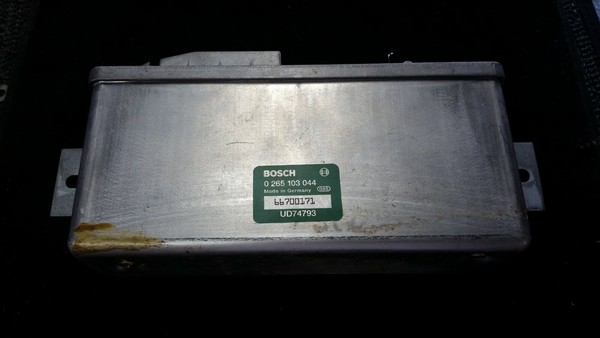 BOSCH
0 265 103 044
Made in Germany
66700171
UD74793